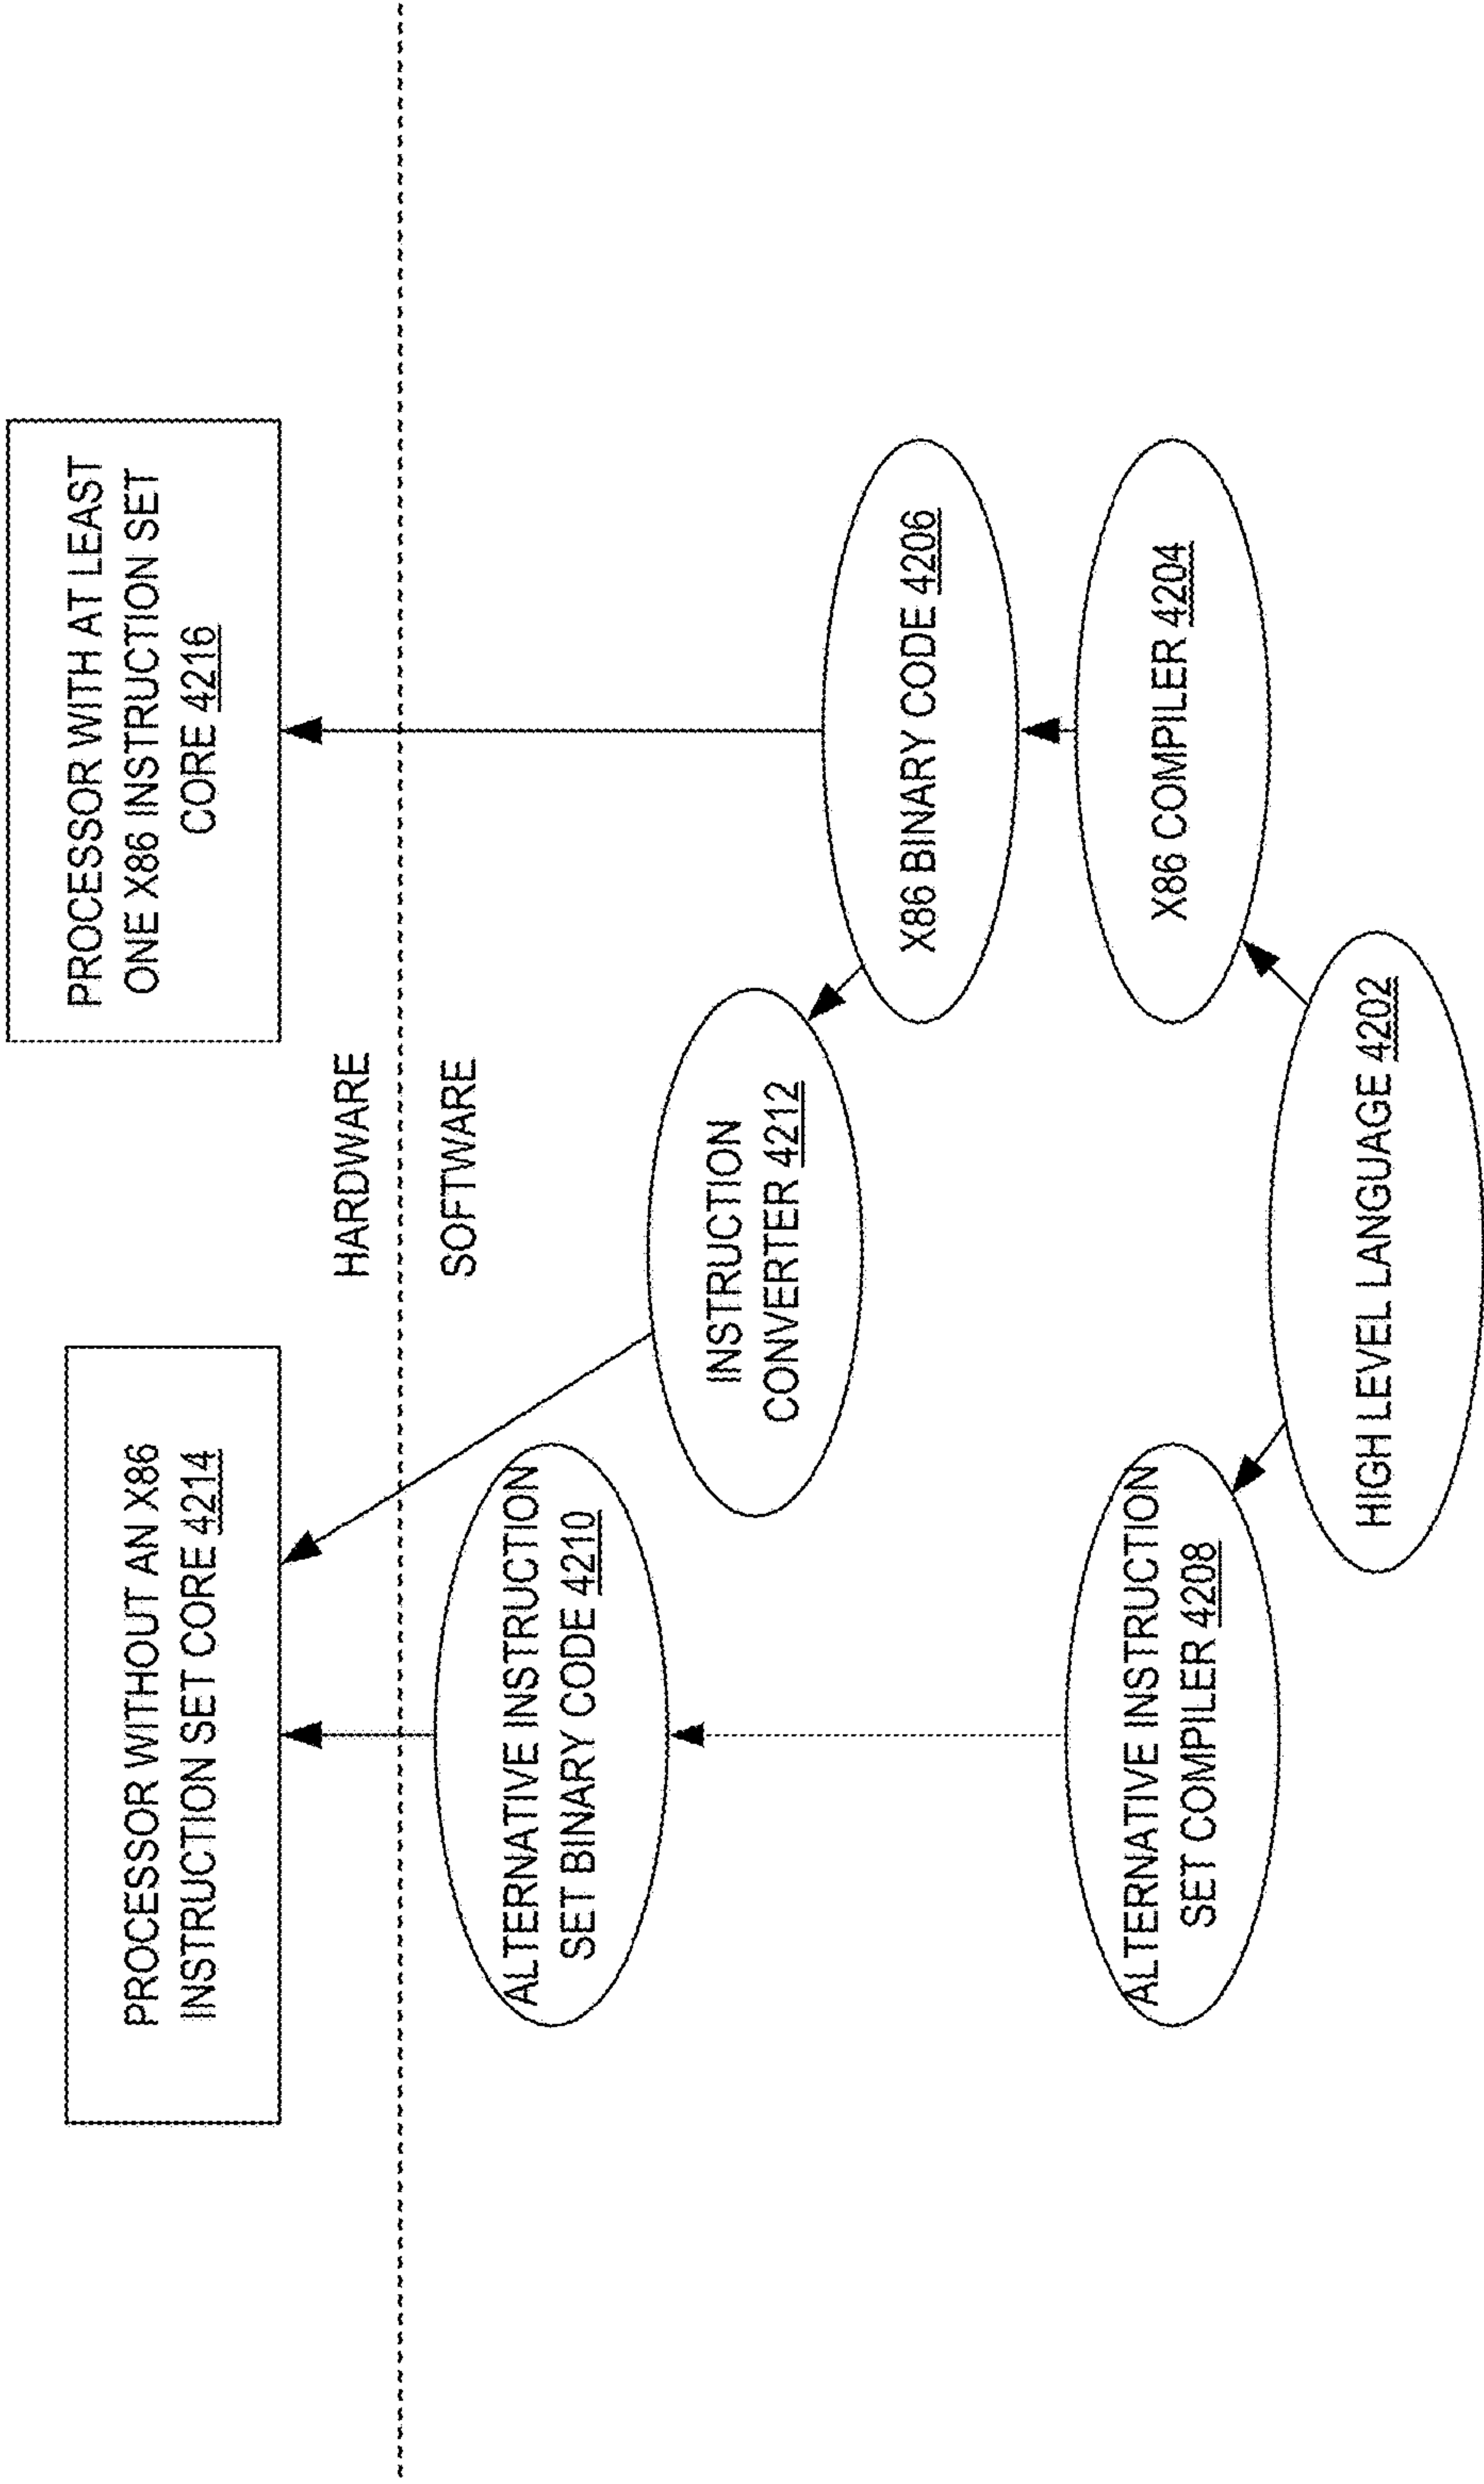 PROCESSOR WITHOUT AN X86
INSTRUCTION SET CORE 4214
PROCESSOR WITH AT LEAST
ONE X86 INSTRUCTION SET
CORE 4216
HARDWARE
SOFTWARE
ALTERNATIVE INSTRUCTION
SET BINARY CODE 4210
INSTRUCTION
CONVERTER 4212
X86 BINARY CODE 4206
ALTERNATIVE INSTRUCTION
SET COMPILER 4208
X86 COMPILER 4204
HIGH LEVEL LANGUAGE 4202